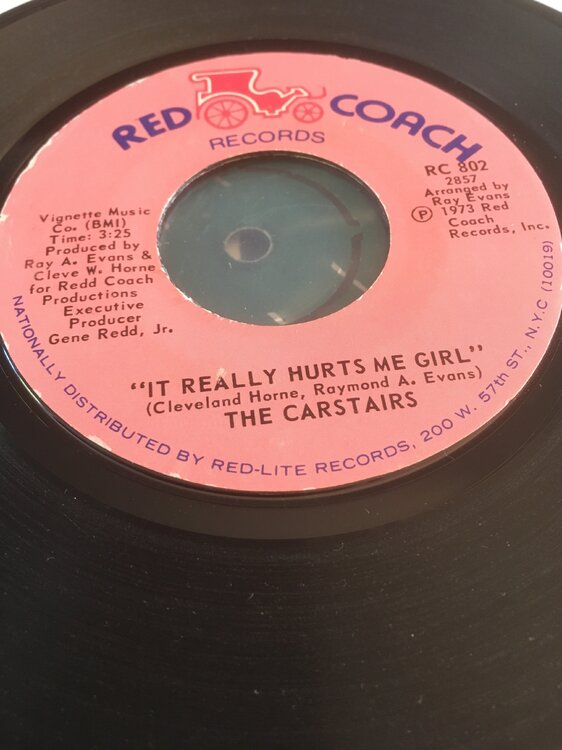 RED COACH
RECORDS
RC 802
2857
Arranged by
Ray Evans
℗ 1973 Red
Coach
Records, Inc.
Vignette Music
Co. (BMI)
Time: 3:25
Produced by
Ray A. Evans &
Cleve W. Horne
for Redd Coach
Productions
Executive
Producer
Gene Redd, Jr.
"IT REALLY HURTS ME GIRL"
(Cleveland Horne, Raymond A. Evans)
THE CARSTAIRS
NATIONALLY DISTRIBUTED BY RED-LITE RECORDS, 200 W. 57th ST., N.Y.C (10019)